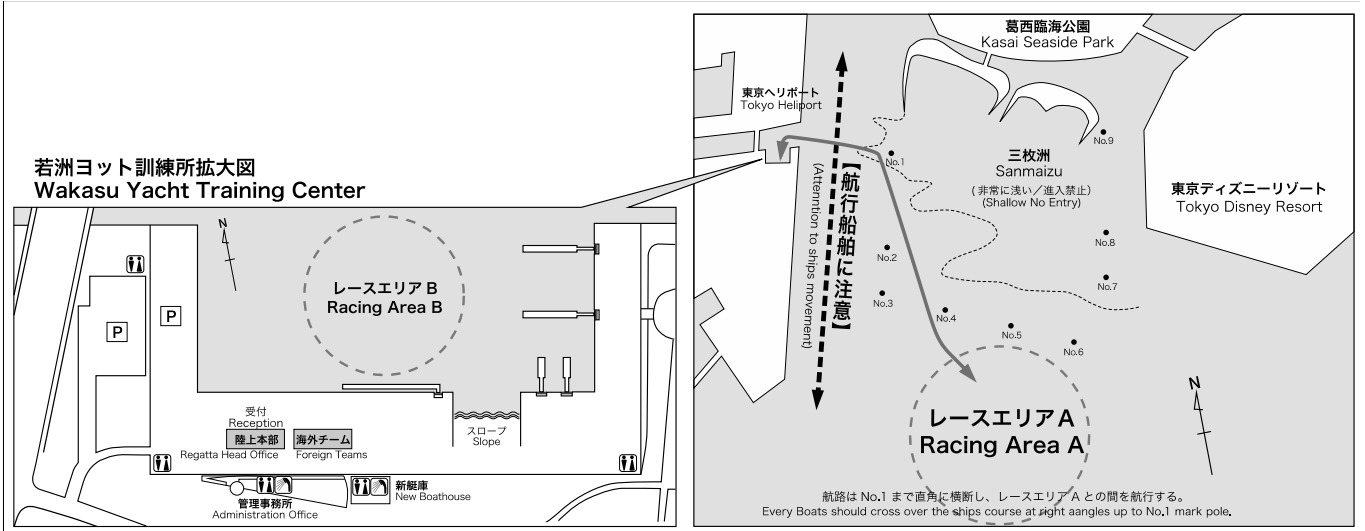 若洲ヨット訓練所拡大図
Wakasu Yacht Training Center
N
レースエリア B
Racing Area B
P
P
受付
Reception
陸上本部
海外チーム
Regatta Head Office
Foreign Teams
スロープ
Slope
管理事務所
Administration Office
新艇庫
New Boathouse
葛西臨海公園
Kasai Seaside Park
東京ヘリポート
Tokyo Heliport
No.9
No.1
三枚洲
Sanmaizu
(非常に浅い／進入禁止)
(Shallow No Entry)
東京ディズニーリゾート
Tokyo Disney Resort
【航行船舶に注意】
(Attenntion to ships movement)
No.8
No.2
No.7
No.3
No.4
No.5
No.6
N
レースエリア A
Racing Area A
航路は No.1 まで直角に横断し、レースエリア A との間を航行する。
Every Boats should cross over the ships course at right aangles up to No.1 mark pole.